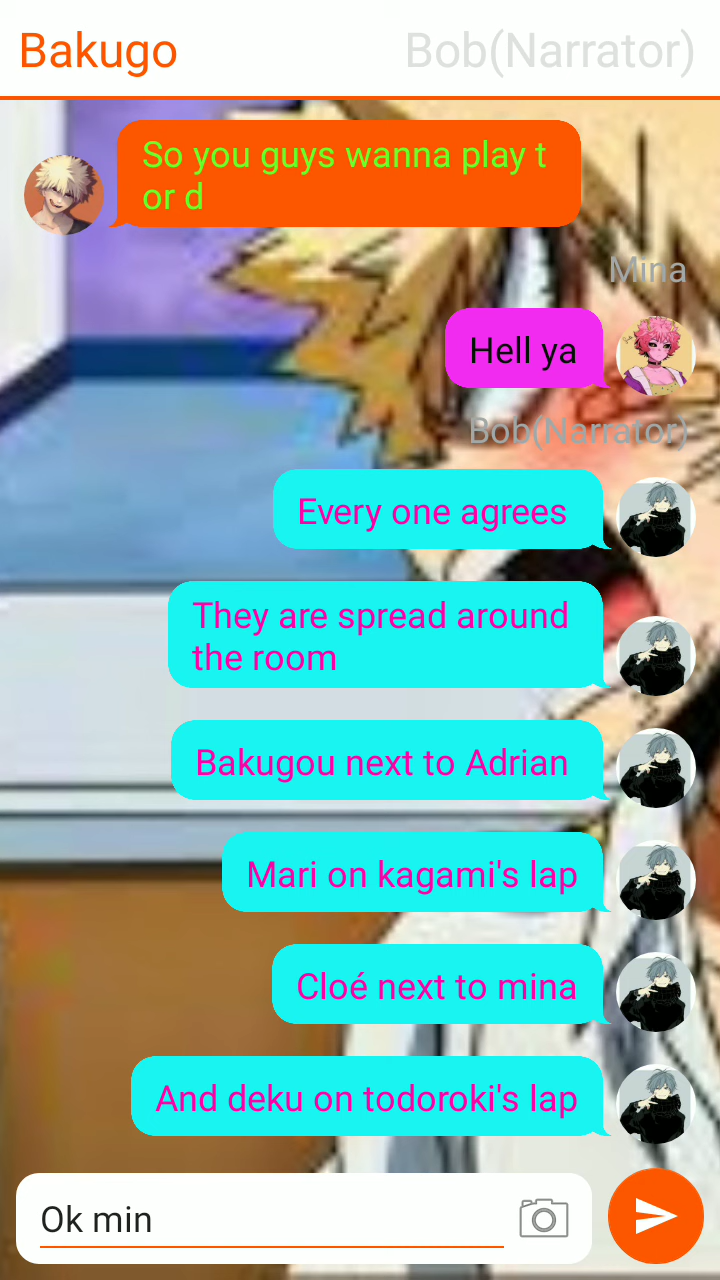 Bakugo
Bob(Narrator)
So you guys wanna play t
or d
Mina
Hell ya
Bob(Narrator)
Every one agrees
They are spread around
the room
Bakugou next to Adrian
Mari on kagami's lap
Cloé next to mina
And deku on todoroki's lap
Ok min